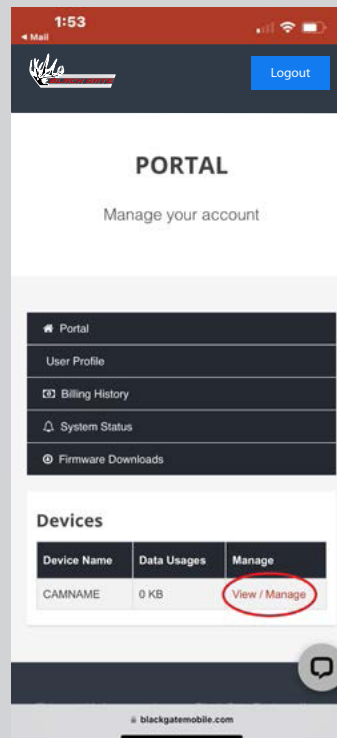 1:53
◀ Mail
Logout
PORTAL
Manage your account
Portal
User Profile
Billing History
System Status
Firmware Downloads
Devices
Device Name Data Usages Manage
CAMNAME 0 KB View / Manage
blackgatemobile.com